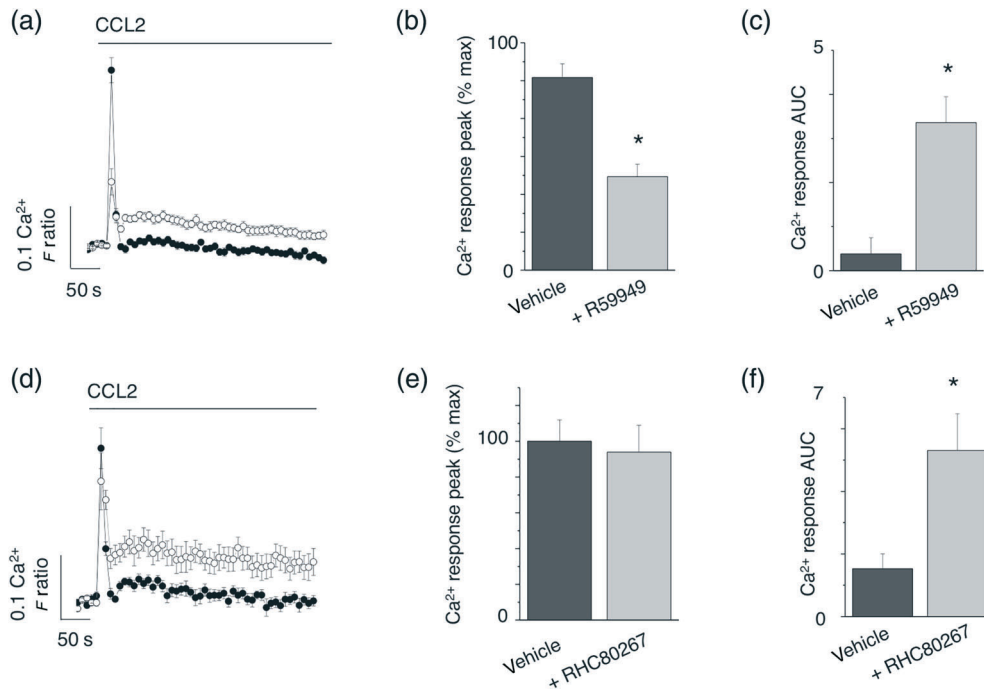 (a)
CCL2
0.1 Ca²⁺
F ratio
50 s
(b)
Ca²⁺ response peak (% max)
100
0
*
Vehicle
+ R59949
(c)
Ca²⁺ response AUC
5
0
*
Vehicle
+ R59949
(d)
CCL2
0.1 Ca²⁺
F ratio
50 s
(e)
Ca²⁺ response peak (% max)
100
0
Vehicle
+ RHC80267
(f)
Ca²⁺ response AUC
7
0
*
Vehicle
+ RHC80267